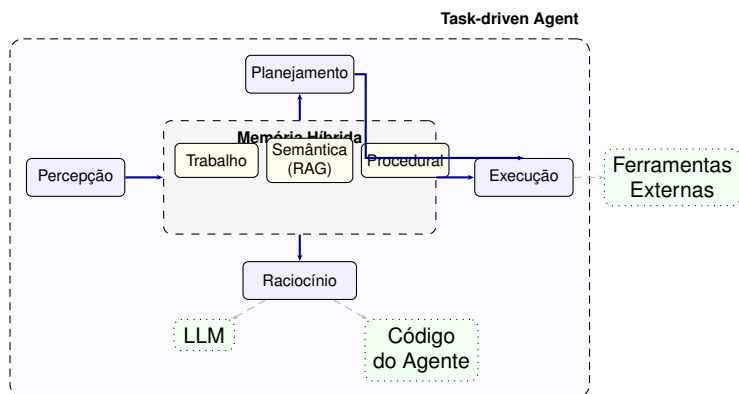 Task-driven Agent
Planejamento
Memória Híbrida
Trabalho
Semântica
(RAG)
Procedural
Percepção
Execução
Ferramentas
Externas
Raciocínio
LLM
Código
do Agente